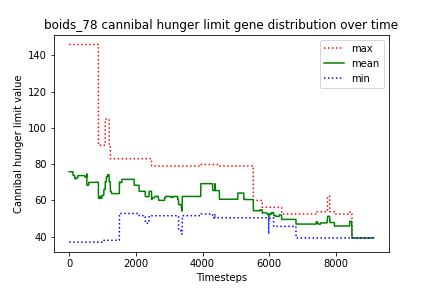 boids_78 cannibal hunger limit gene distribution over time
max
mean
min
Cannibal hunger limit value
140
120
100
80
60
40
0
2000
4000
6000
8000
Timesteps